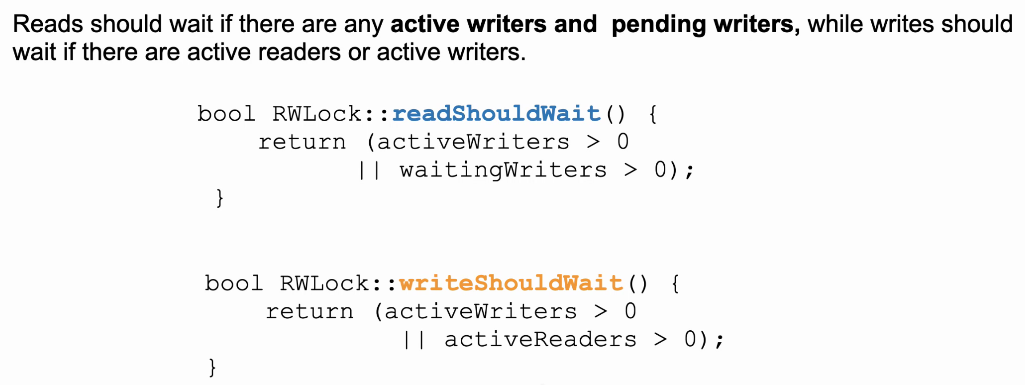 Reads should wait if there are any active writers and  pending writers, while writes should
wait if there are active readers or active writers.
bool RWLock::readShouldWait() {
return (activeWriters > 0
|| waitingWriters > 0);
}
bool RWLock::writeShouldWait() {
return (activeWriters > 0
|| activeReaders > 0);
}